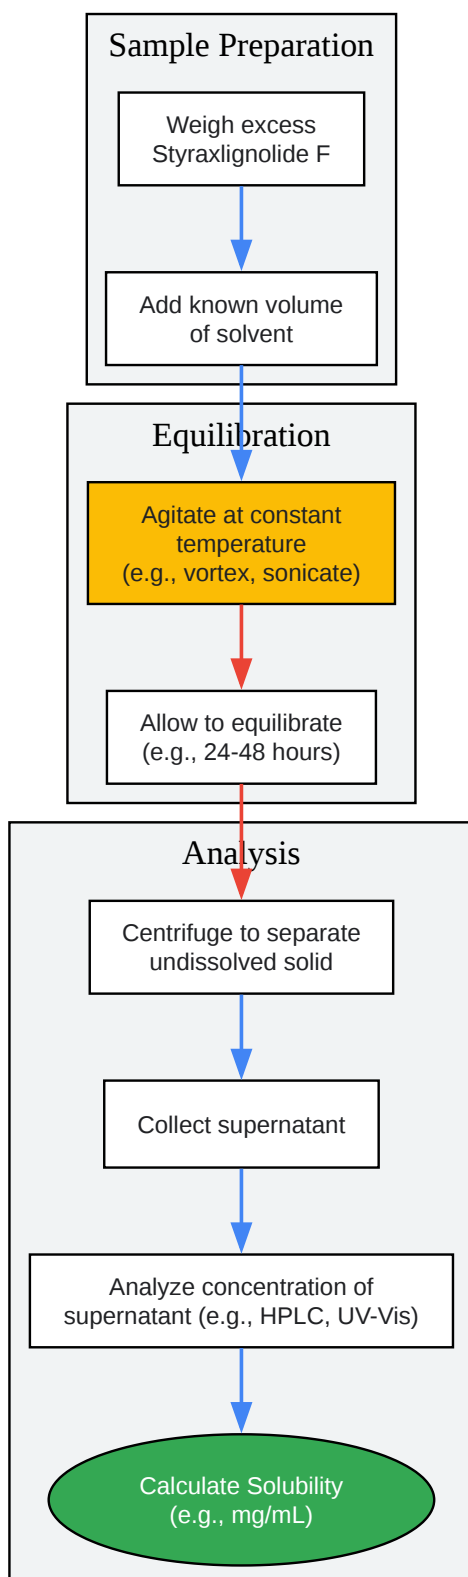 Sample Preparation
Weigh excess
Styraxlignolide F
Add known volume
of solvent
Equilibration
Agitate at constant
temperature
(e.g., vortex, sonicate)
Allow to equilibrate
(e.g., 24-48 hours)
Analysis
Centrifuge to separate
undissolved solid
Collect supernatant
Analyze concentration of
supernatant (e.g., HPLC, UV-Vis)
Calculate Solubility
(e.g., mg/mL)